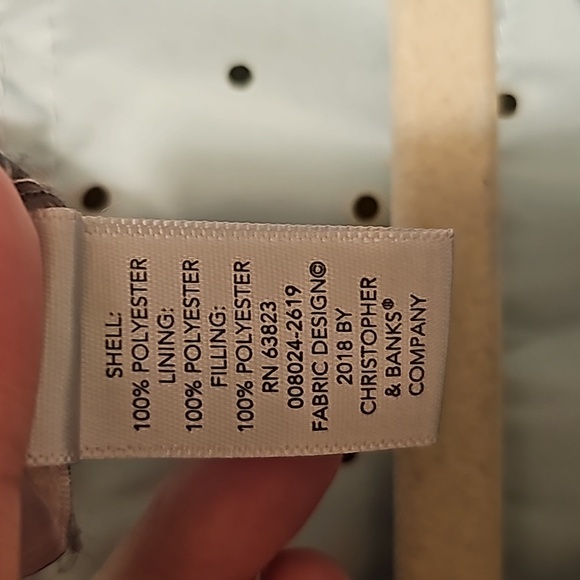 SHELL:
100% POLYESTER
LINING:
100% POLYESTER
FILLING:
100% POLYESTER
RN 63823
008024-2619
FABRIC DESIGN©
2018 BY
CHRISTOPHER
& BANKS®
COMPANY